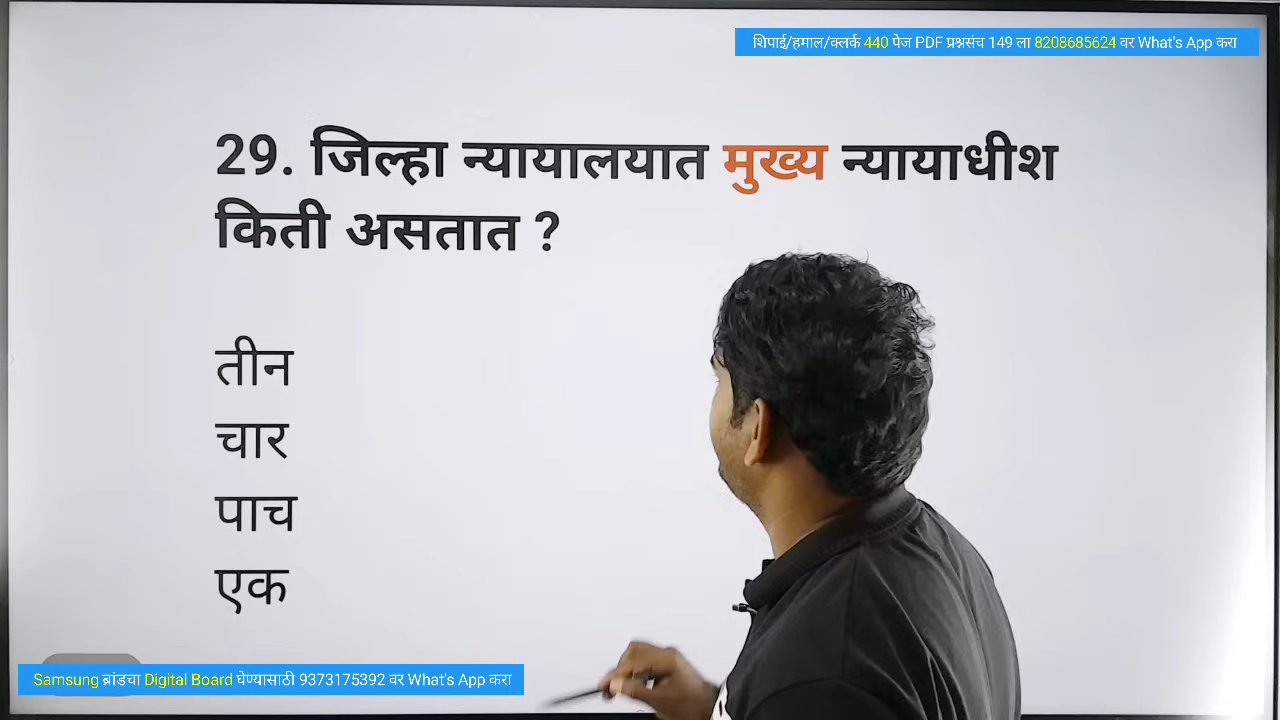 शिपाई/हमाल/क्लर्क 440 पेज PDF प्रश्नसंच 149 ला 8208685624 वर What's App करा
29. जिल्हा न्यायालयात मुख्य न्यायाधीश
किती असतात ?
तीन
चार
पाच
एक
Samsung ब्रांडचा Digital Board घेण्यासाठी 9373175392 वर What's App करा